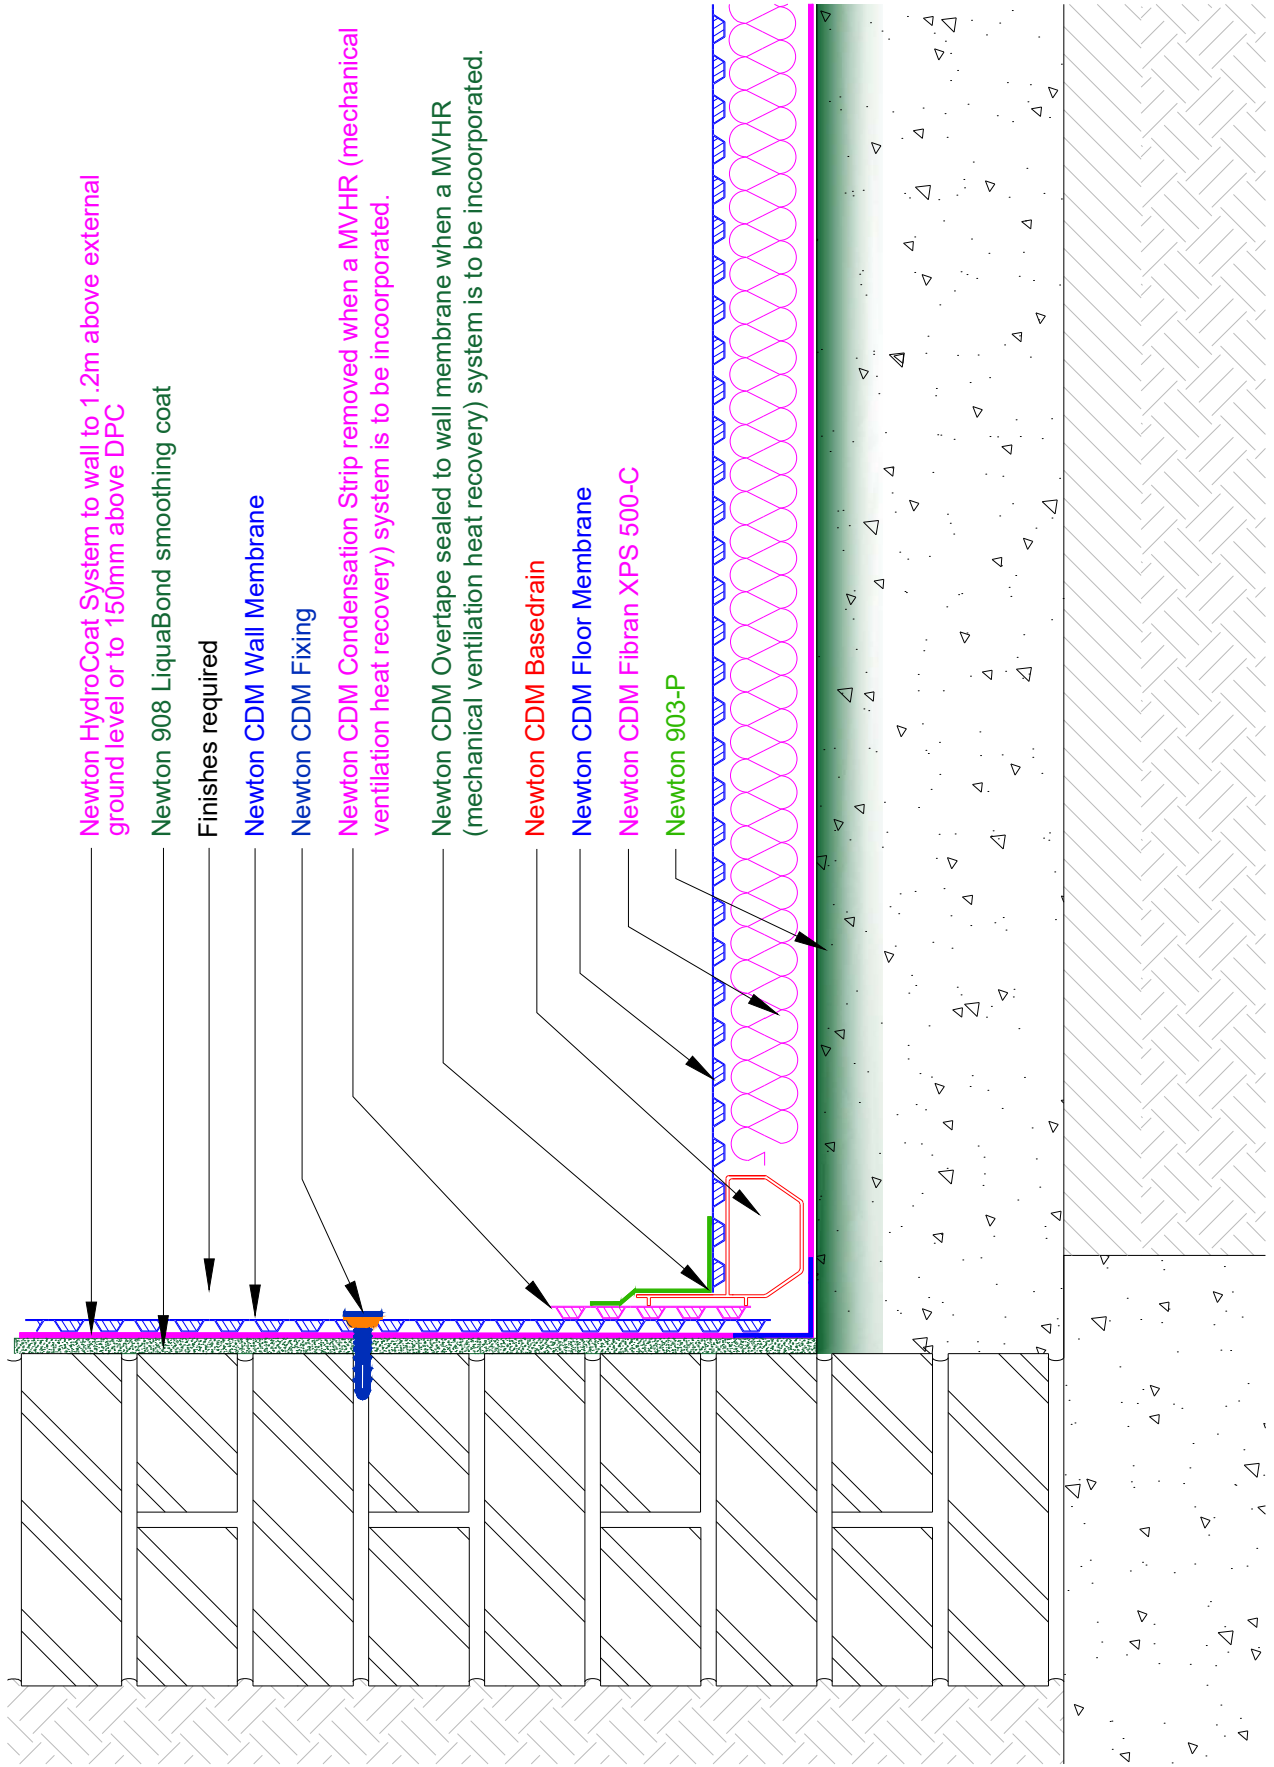 Newton HydroCoat System to wall to 1.2m above external
ground level or to 150mm above DPC
Newton 908 LiquaBond smoothing coat
Finishes required
Newton CDM Wall Membrane
Newton CDM Fixing
Newton CDM Condensation Strip removed when a MVHR (mechanical
ventilation heat recovery) system is to be incoorporated.
Newton CDM Overtape sealed to wall membrane when a MVHR
(mechanical ventilation heat recovery) system is to be incoorporated.
Newton CDM Basedrain
Newton CDM Floor Membrane
Newton CDM Fibran XPS 500-C
Newton 903-P